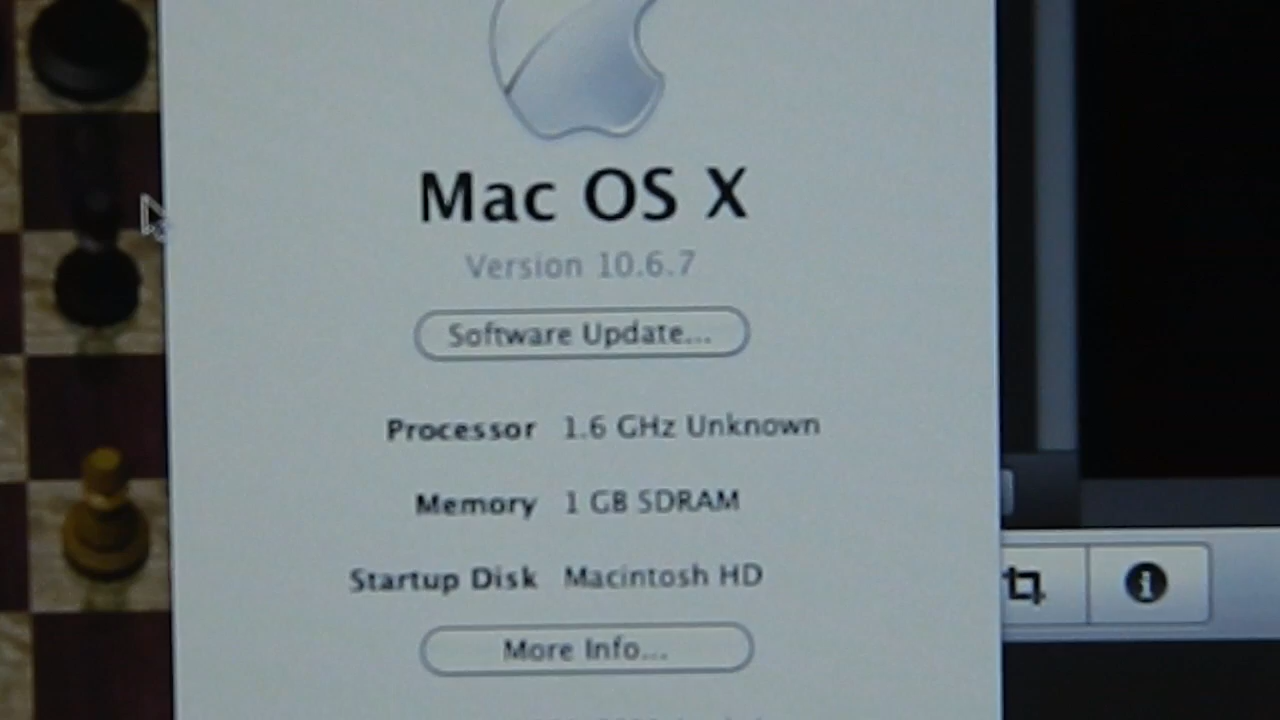 Mac OS X
Version 10.6.7
Software Update...
Processor 1.6 GHz Unknown
Memory 1 GB SDRAM
Startup Disk Macintosh HD
More Info...